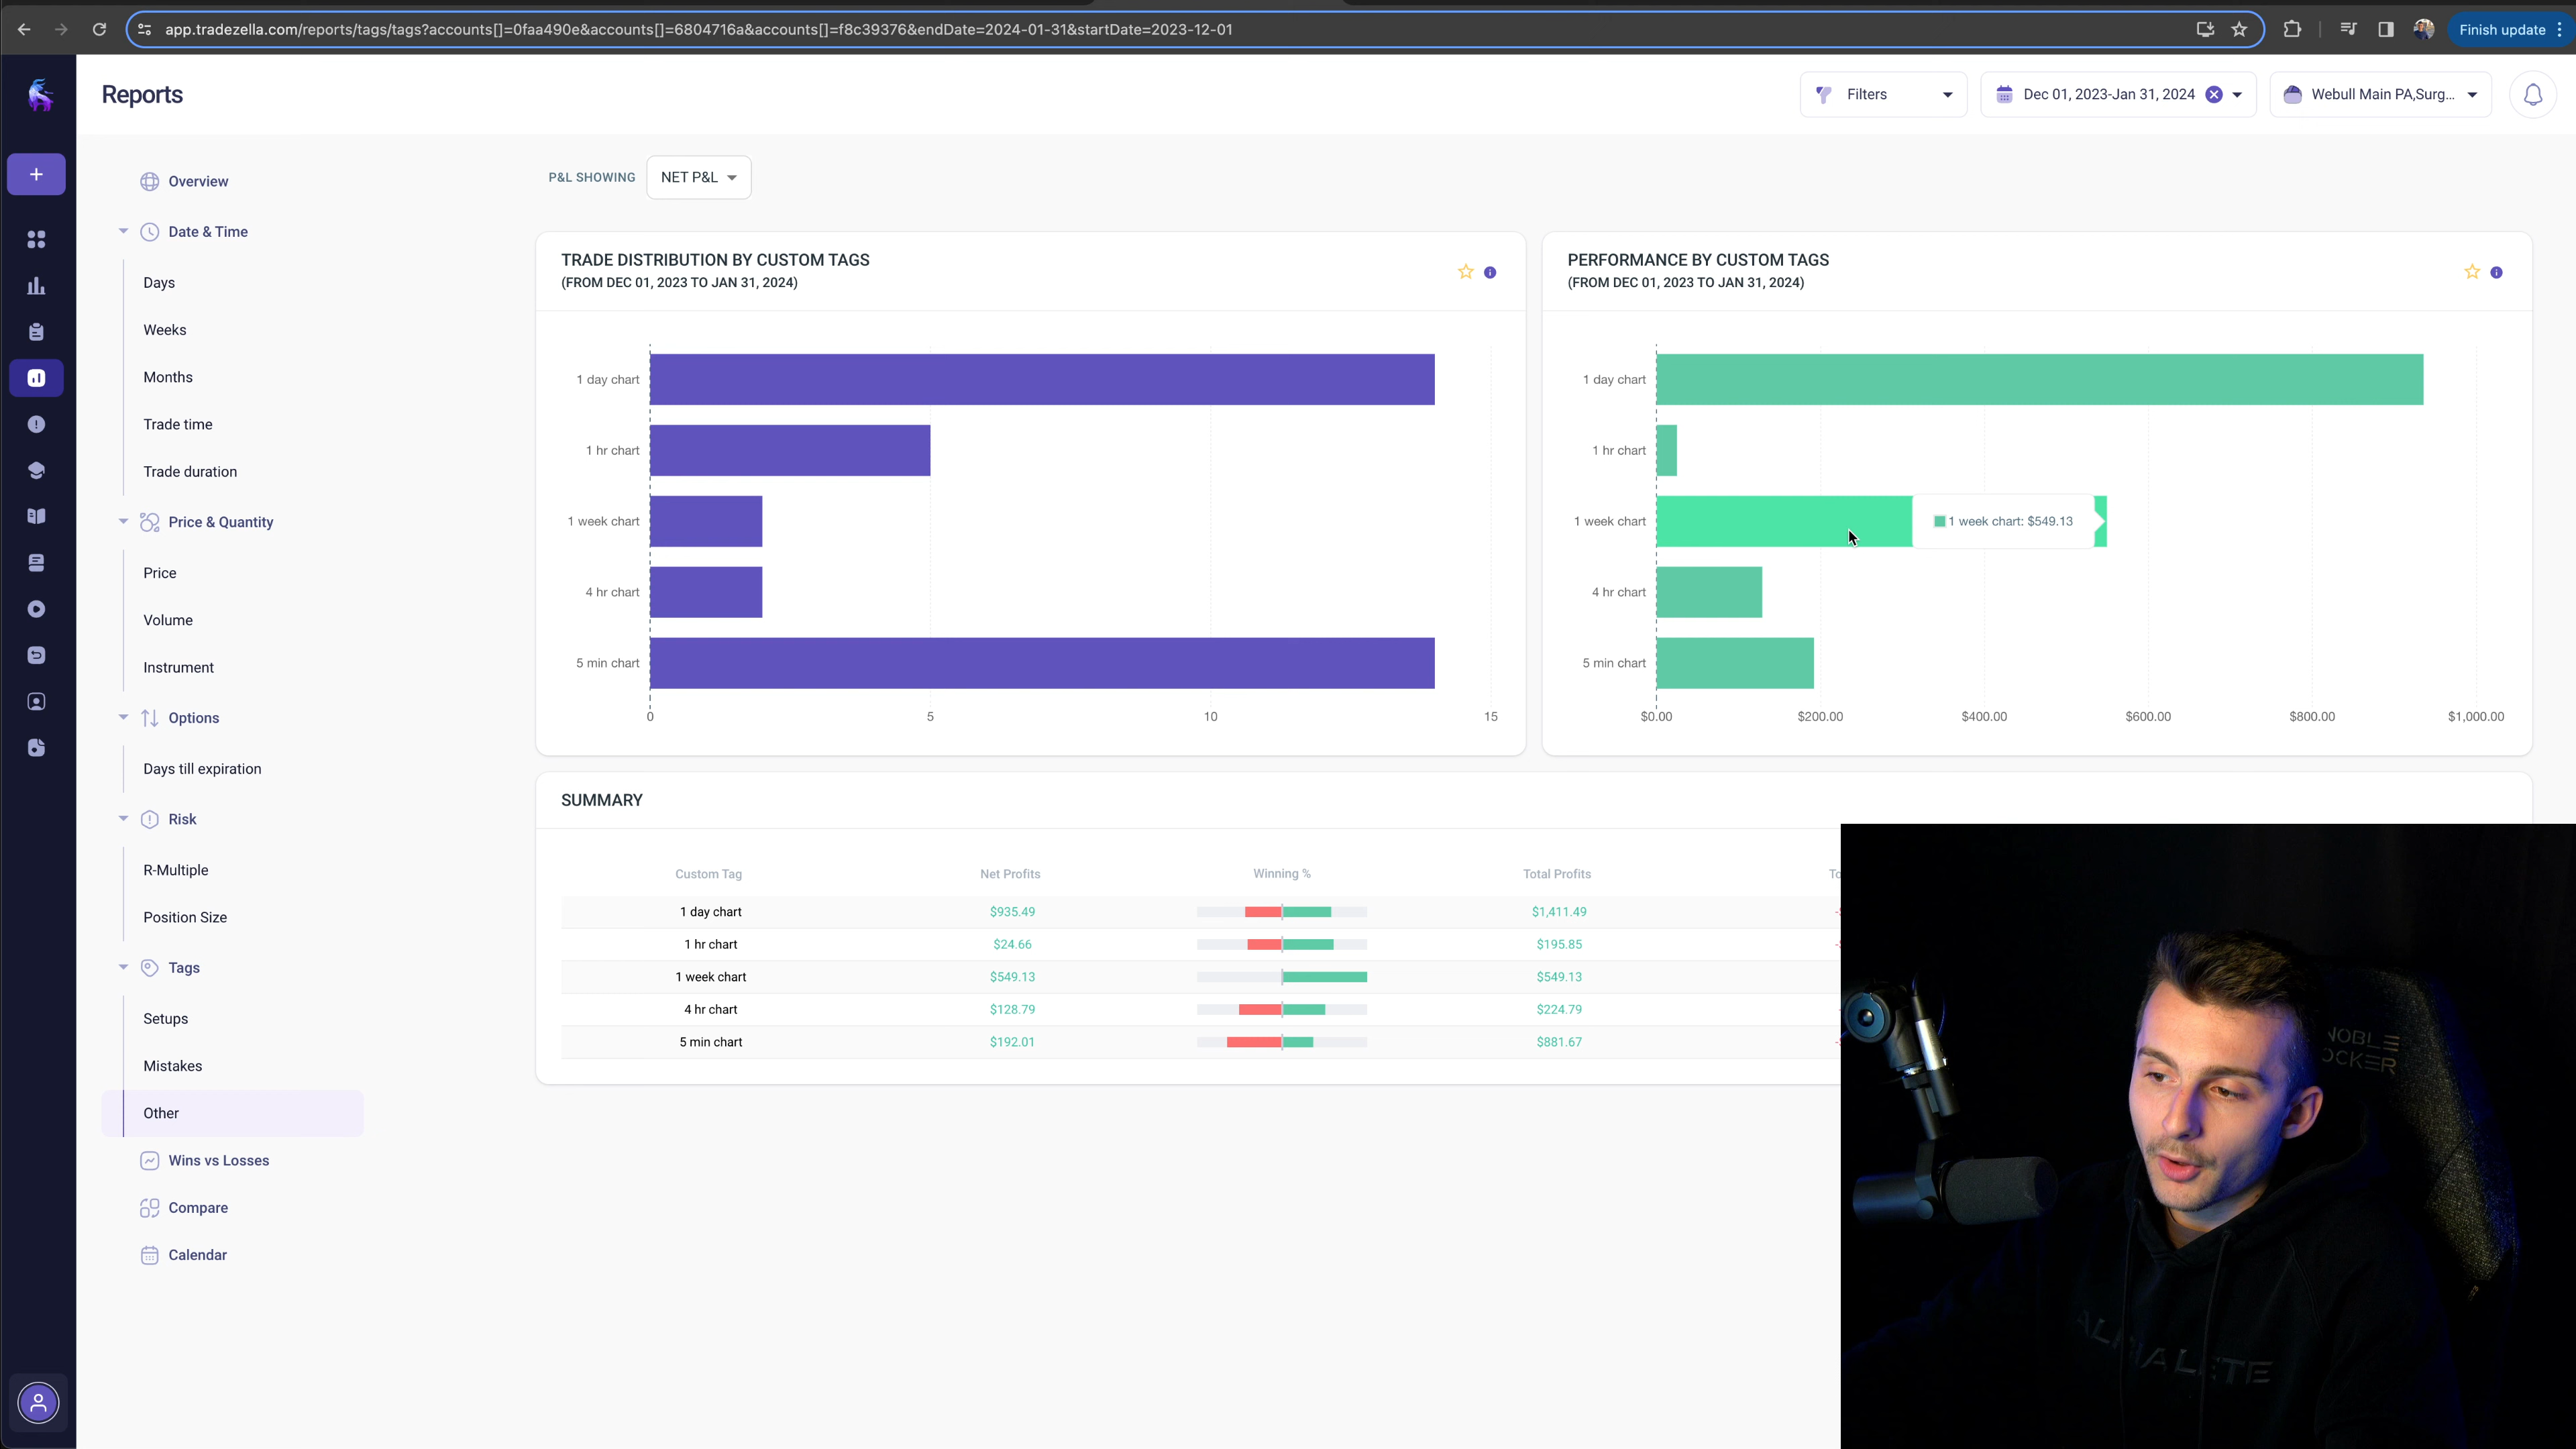 app.tradezella.com/reports/tags/tags?accounts[]=0faa490e&accounts[]=6804716a&accounts[]=f8c39376&endDate=2024-01-31&startDate=2023-12-01
Finish update
Reports
Filters
Dec 01, 2023-Jan 31, 2024
Webull Main PA,Surg...
Overview
Date & Time
Days
Weeks
Months
Trade time
Trade duration
Price & Quantity
Price
Volume
Instrument
Options
Days till expiration
Risk
R-Multiple
Position Size
Tags
Setups
Mistakes
Other
Wins vs Losses
Compare
Calendar
P&L SHOWING
NET P&L
TRADE DISTRIBUTION BY CUSTOM TAGS
(FROM DEC 01, 2023 TO JAN 31, 2024)
1 day chart
1 hr chart
1 week chart
4 hr chart
5 min chart
0 5 10 15
PERFORMANCE BY CUSTOM TAGS
(FROM DEC 01, 2023 TO JAN 31, 2024)
1 day chart
1 hr chart
1 week chart
1 week chart: $549.13
4 hr chart
5 min chart
$0.00 $200.00 $400.00 $600.00 $800.00 $1,000.00
SUMMARY
Custom Tag Net Profits Winning % Total Profits
1 day chart $935.49 $1,411.49
1 hr chart $24.66 $195.85
1 week chart $549.13 $549.13
4 hr chart $128.79 $224.79
5 min chart $192.01 $881.67